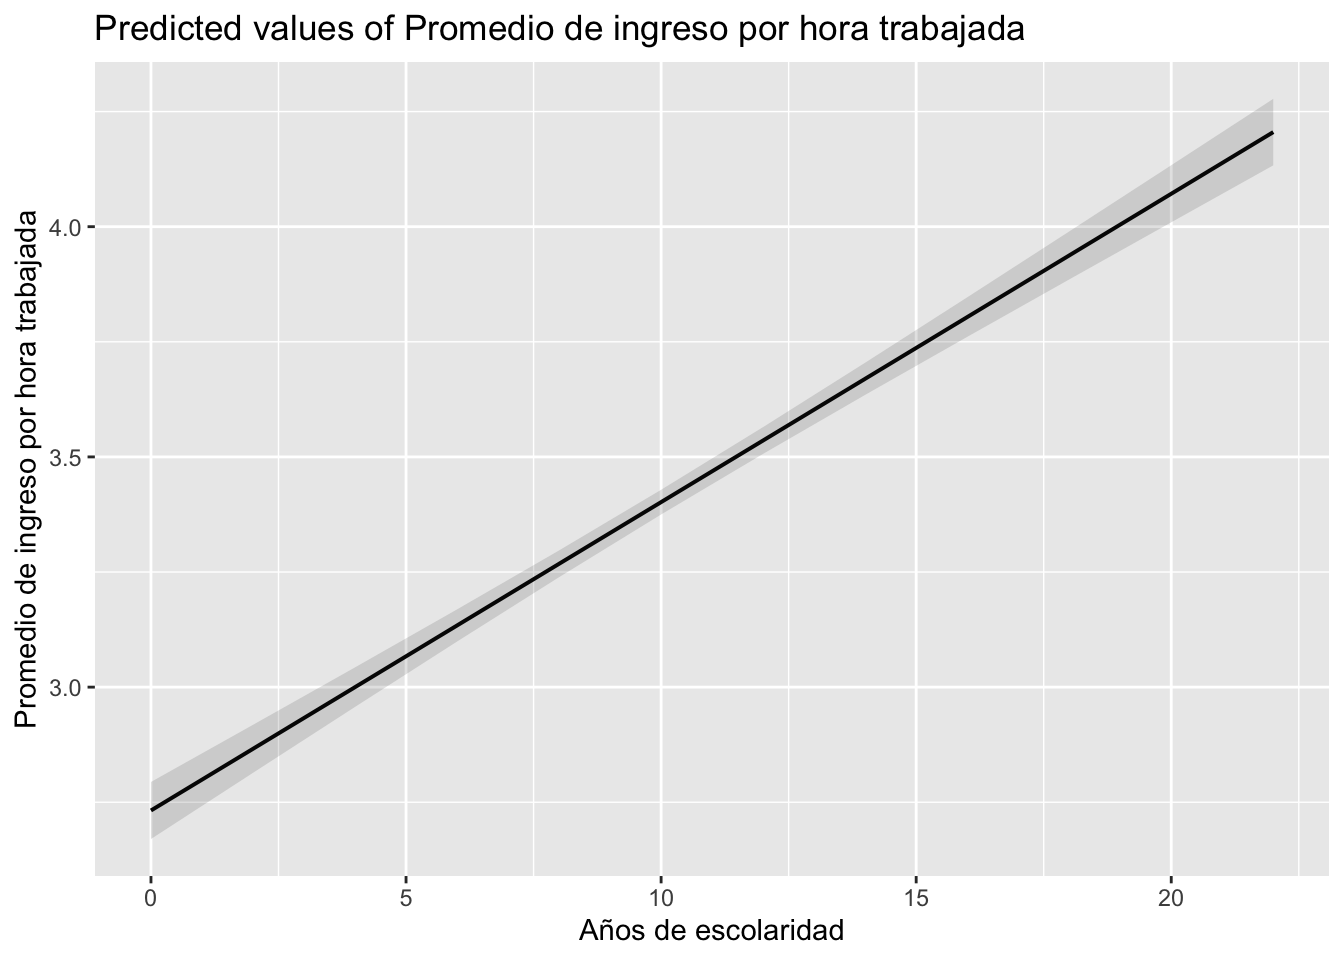 Predicted values of Promedio de ingreso por hora trabajada
Promedio de ingreso por hora trabajada
4.0
3.5
3.0
0
5
10
15
20
Años de escolaridad